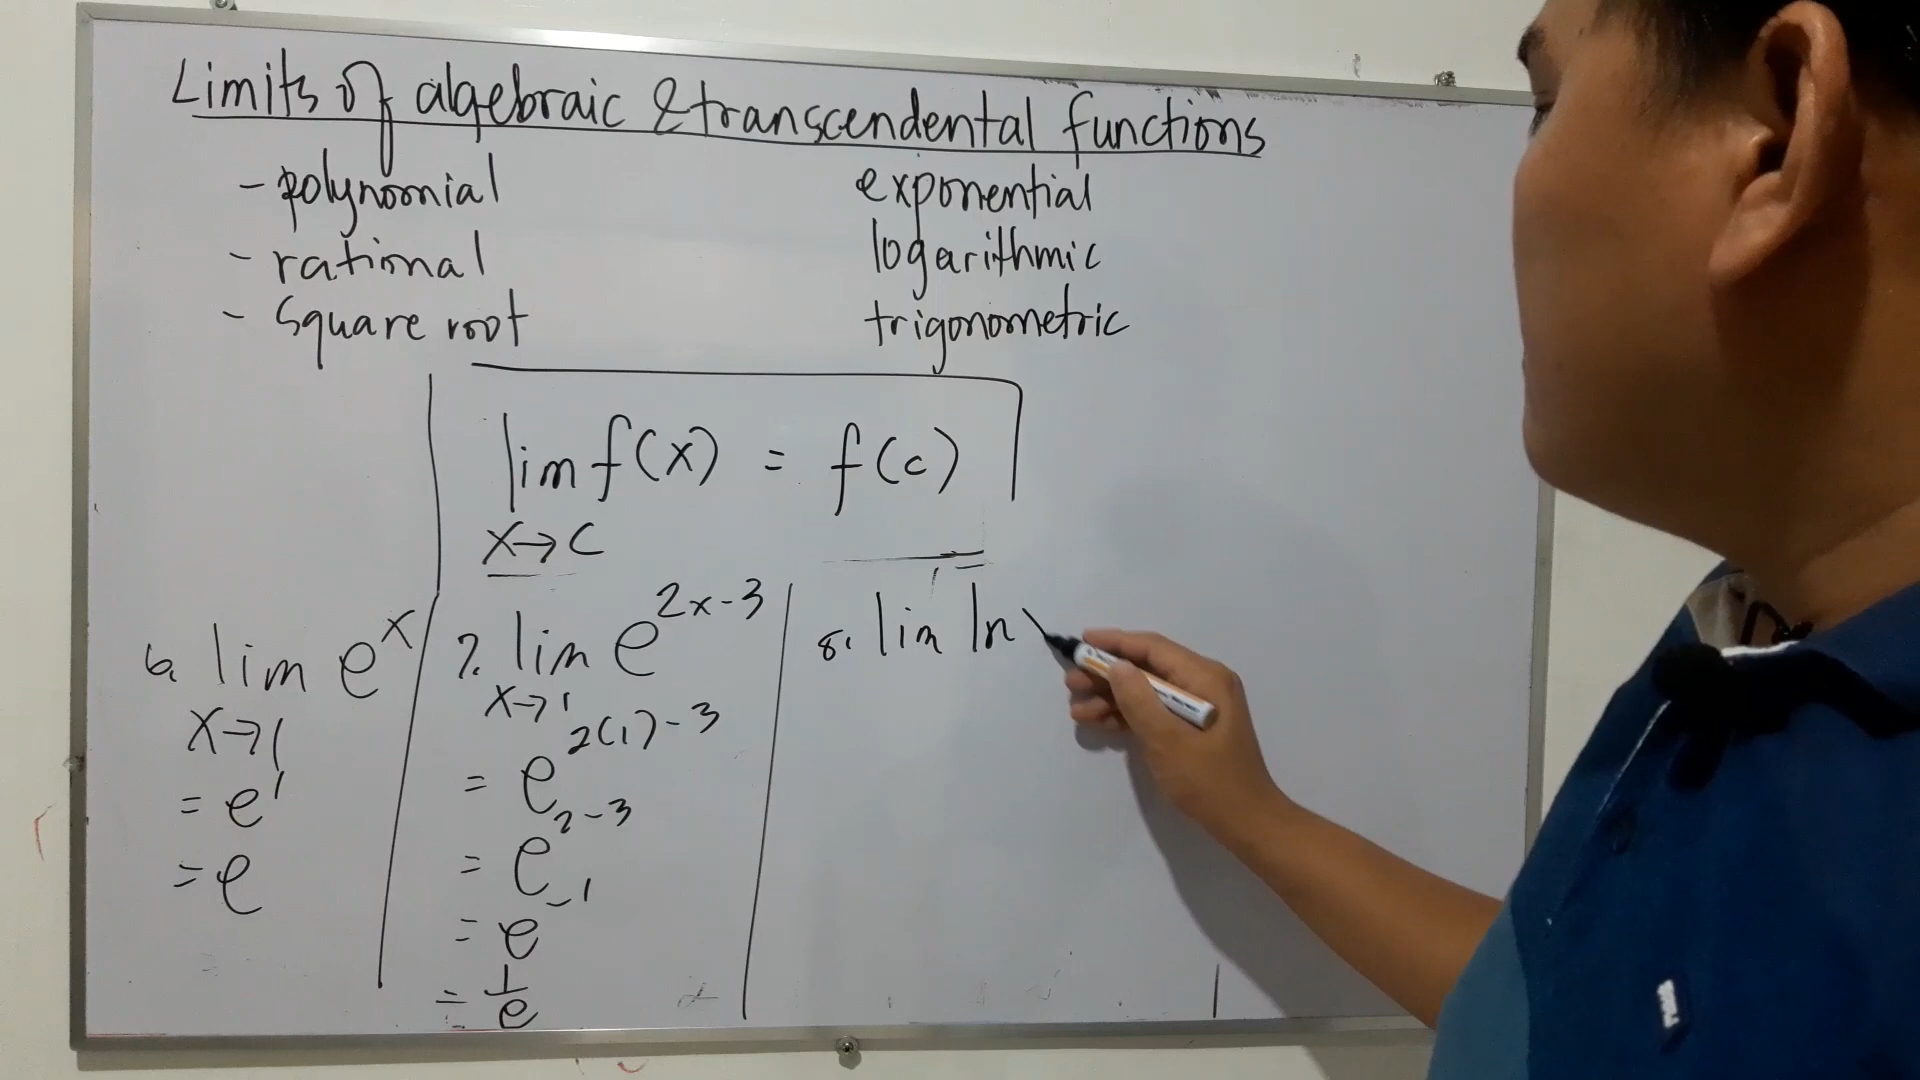 Limits of algebraic & transcendental functions
- polynomial
- rational
- square root
exponential
logarithmic
trigonometric
lim f(x) = f(c)
x→c
6. lim e^x
x→1
= e^1
= e
7. lim e^{2x-3}
x→1
= e^{2(1)-3}
= e^{2-3}
= e^{-1}
= 1/e
8. lim ln